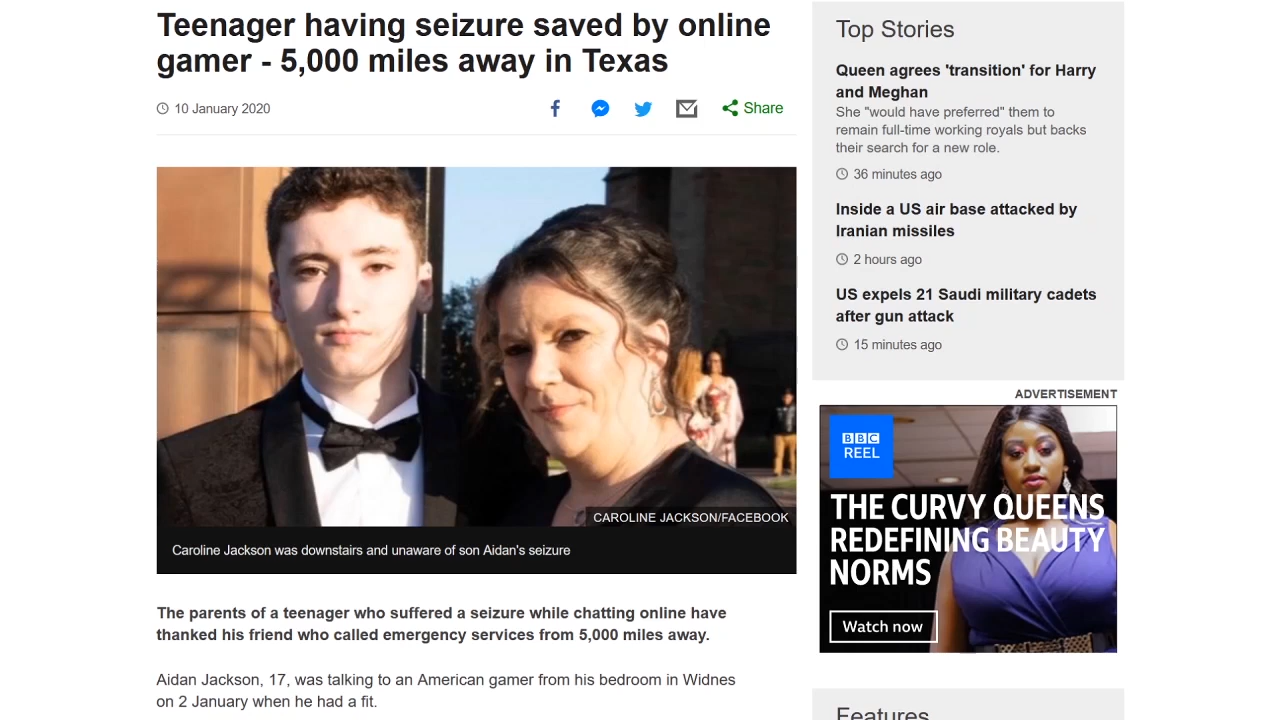 Teenager having seizure saved by online
gamer - 5,000 miles away in Texas
10 January 2020
Share
CAROLINE JACKSON/FACEBOOK
Caroline Jackson was downstairs and unaware of son Aidan's seizure
The parents of a teenager who suffered a seizure while chatting online have
thanked his friend who called emergency services from 5,000 miles away.
Aidan Jackson, 17, was talking to an American gamer from his bedroom in Widnes
on 2 January when he had a fit.
Top Stories
Queen agrees 'transition' for Harry
and Meghan
She "would have preferred" them to
remain full-time working royals but backs
their search for a new role.
36 minutes ago
Inside a US air base attacked by
Iranian missiles
2 hours ago
US expels 21 Saudi military cadets
after gun attack
15 minutes ago
ADVERTISEMENT
BBC
REEL
THE CURVY QUEENS
REDEFINING BEAUTY
NORMS
Watch now
Features